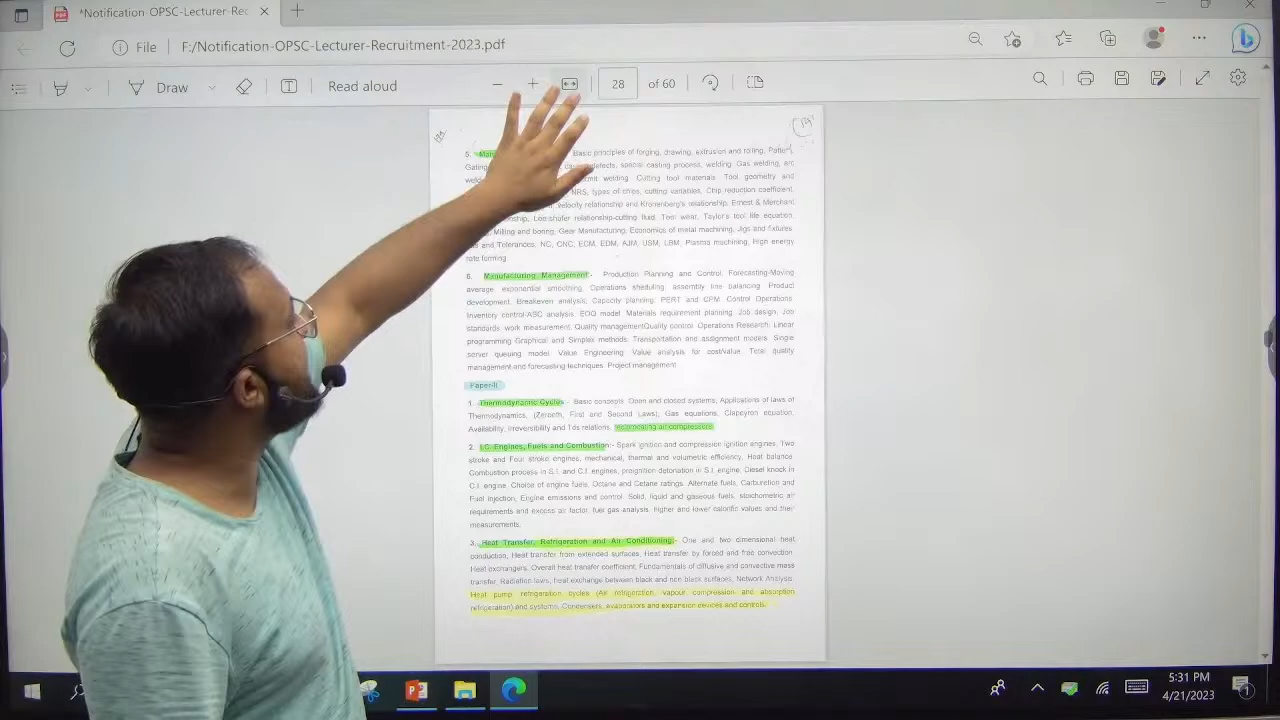 *Notification-OPSC-Lecturer-Rec
File F:/Notification-OPSC-Lecturer-Recruitment-2023.pdf
Draw Read aloud 28 of 60
5. Basic principles of forging, drawing, extrusion and rolling, Pattern
Gating defects, special casting process, welding Gas welding, arc
welding Cutting tool materials Tool geometry and
NRS, types of chips, cutting variables, Chip reduction coefficient,
velocity relationship and Kronenberg's relationship, Ernest & Merchant
Lee shafer relationship-cutting fluid. Tool wear, Taylor's tool life equation,
Milling and boring, Gear Manufacturing, Economics of metal machining, Jigs and fixtures
and Tolerances, NC, CNC, ECM, EDM, AJM, USM, LBM, Plasma machining, High energy
rate forming.
6. Manufacturing Management- Production Planning and Control, Forecasting-Moving
average exponential smoothing, Operations sheduling, assembly line balancing Product
development, Breakeven analysis, Capacity planning, PERT and CPM Control Operations
Inventory control-ASC analysis, EOQ model Materials requirement planning, Job design, Job
standards work measurement, Quality managementQuality control Operations Research, Linear
programming Graphical and Simplex methods, Transportation and assignment models Single
server queuing model. Value Engineering, Value analysis for cost/value. Total quality
management and forecasting techniques. Project management
Paper-II
1. Thermodynamic Cycles- Basic concepts Open and closed systems, Applications of laws of
Thermodynamics, (Zerooth, First and Second Laws), Gas equations, Clapeyron equation,
Availability, Irreversibility and Tds relations, reciprocating air compressors
2. I.C. Engines, Fuels and Combustion:- Spark ignition and compression ignition engines, Two
stroke and Four stroke engines, mechanical, thermal and volumetric efficiency, Heat balance
Combustion process in S.I. and C.I. engines, preignition detonation in S.I. engine, Diesel knock in
C.I. engine Choice of engine fuels, Octane and Cetane ratings. Alternate fuels, Carburetion and
Fuel injection, Engine emissions and control. Solid, liquid and gaseous fuels, stoichometric air
requirements and excess air factor, fuel gas analysis, higher and lower calorific values and their
measurements.
3. Heat Transfer, Refrigeration and Air Conditioning.- One and two dimensional heat
conduction, Heat transfer from extended surfaces, Heat transfer by forced and free convection,
Heat exchangers, Overall heat transfer coefficient, Fundamentals of diffusive and convective mass
transfer, Radiation laws, heat exchange between black and non black surfaces, Network Analysis
Heat pump refrigeration cycles (Air refrigeration, Vapour compression and absorption
refrigeration) and systems, Condensers, evaporators and expansion devices and controls.
5:31 PM
4/21/2023